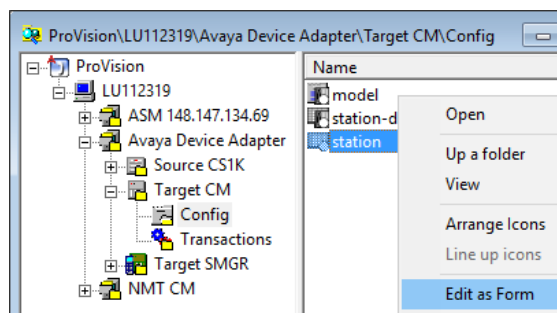 ProVision\LU112319\Avaya Device Adapter\Target CM\Config
ProVision
LU112319
ASM 148.147.134.69
Avaya Device Adapter
Source CS1K
Target CM
Config
Transactions
Target SMGR
NMT CM
Name
model
station-d
station
Open
Up a folder
View
Arrange Icons
Line up icons
Edit as Form